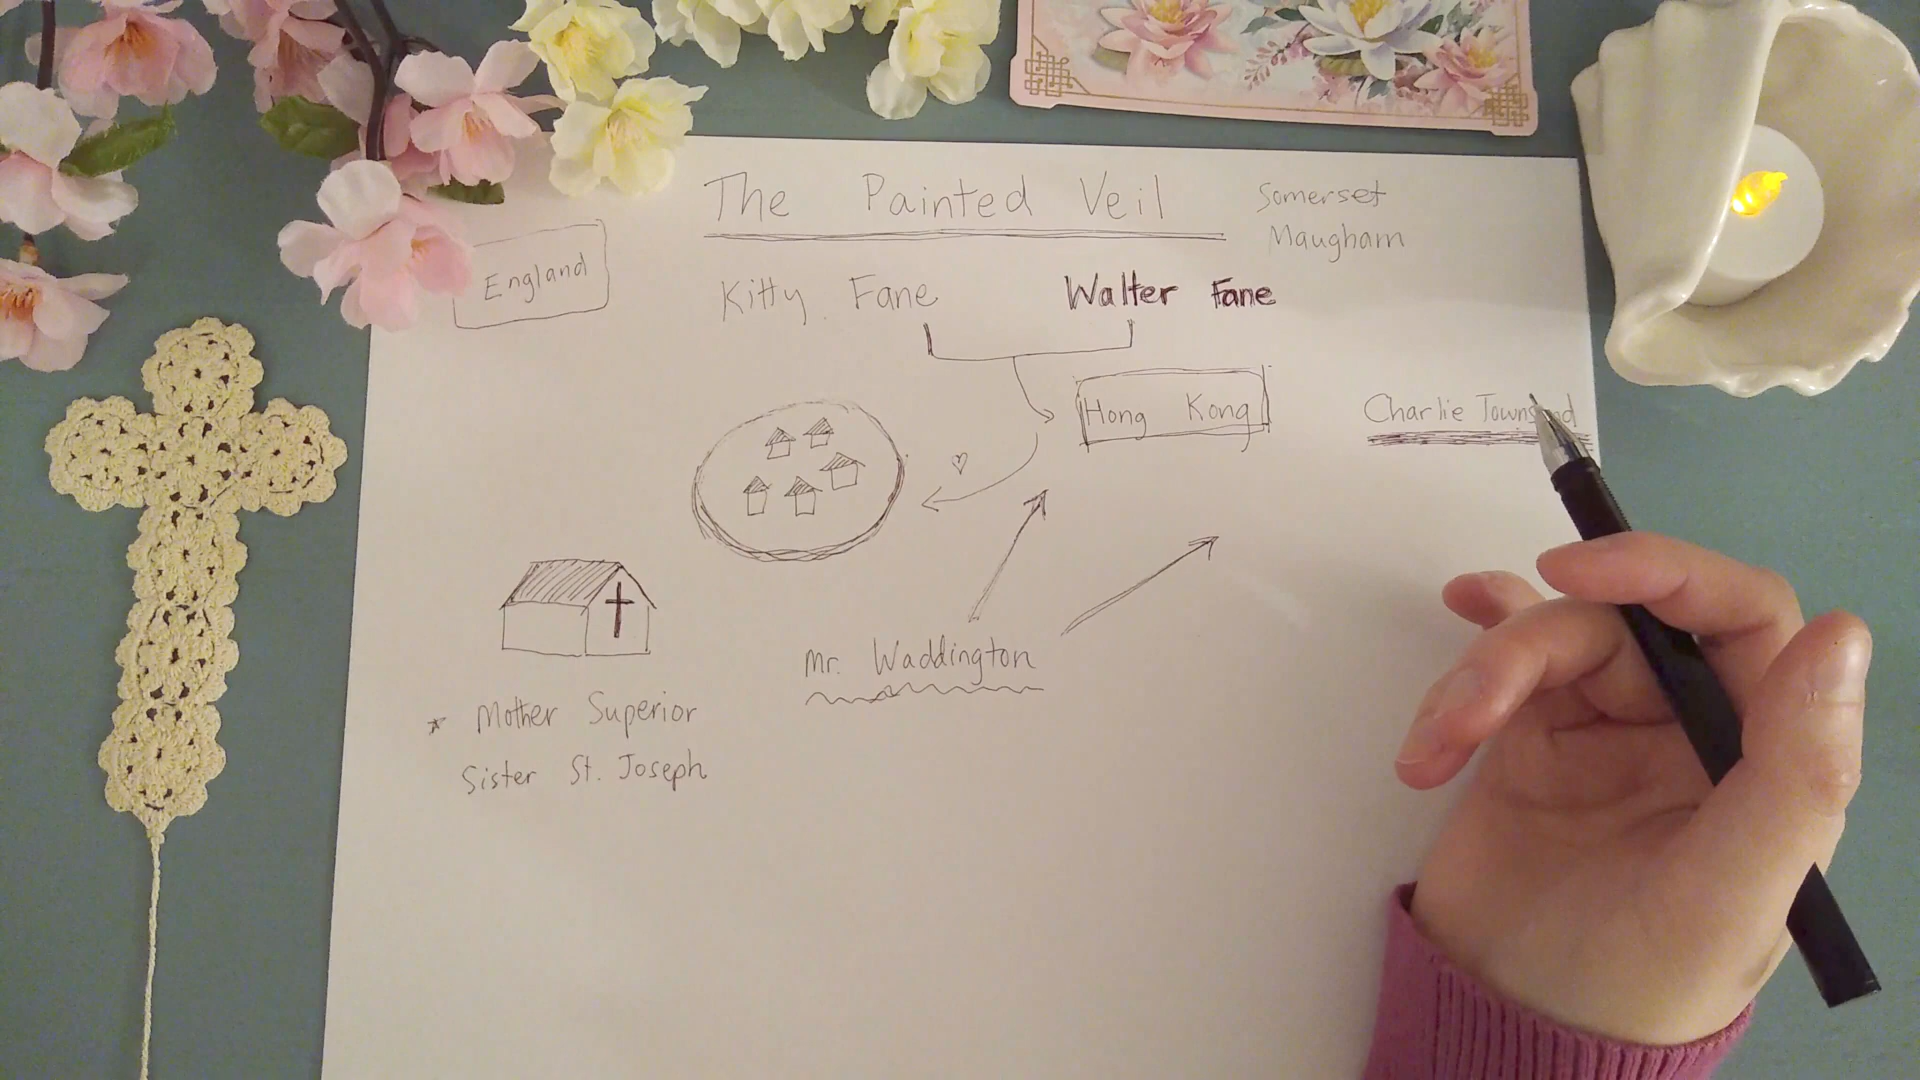 The Painted Veil
Somerset
Maugham
England
Kitty Fane
Walter Fane
Hong Kong
Charlie Townsend
Mr. Waddington
* Mother Superior
Sister St. Joseph